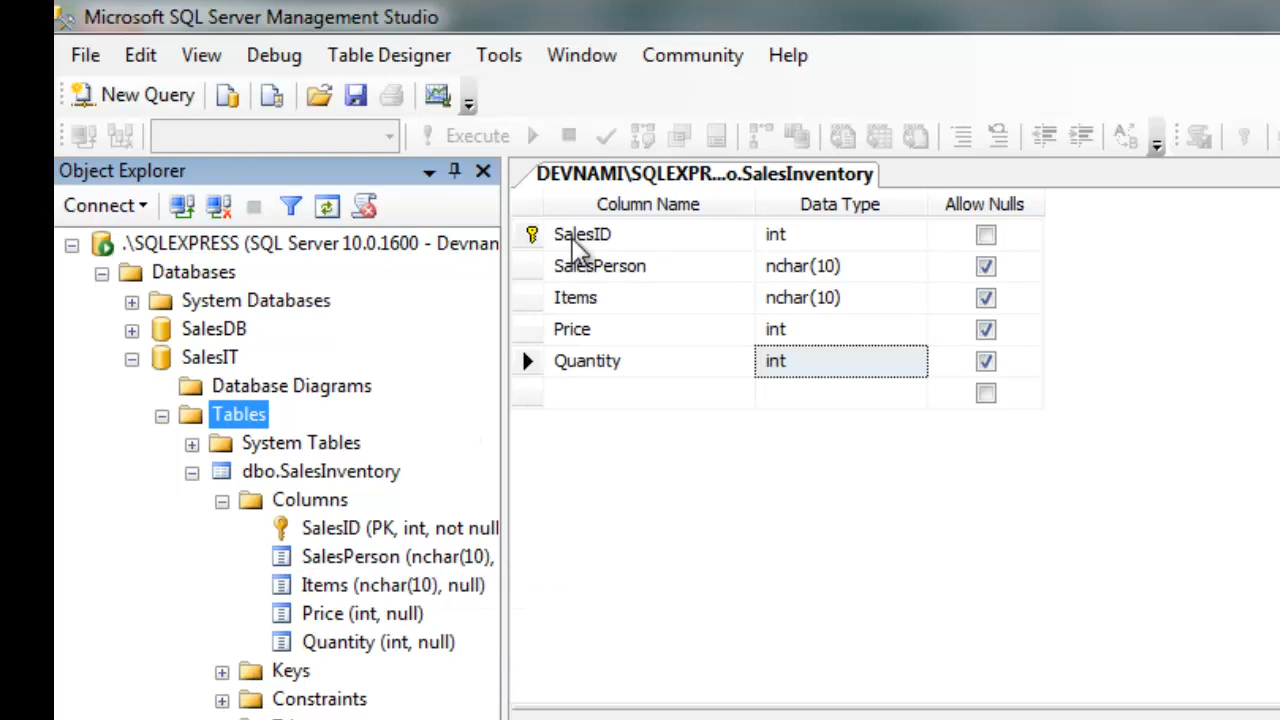 Microsoft SQL Server Management Studio
File Edit View Debug Table Designer Tools Window Community Help
New Query
Execute
Object Explorer
Connect
.\SQLEXPRESS (SQL Server 10.0.1600 - Devnam
Databases
System Databases
SalesDB
SalesIT
Database Diagrams
Tables
System Tables
dbo.SalesInventory
Columns
SalesID (PK, int, not null
SalesPerson (nchar(10),
Items (nchar(10), null)
Price (int, null)
Quantity (int, null)
Keys
Constraints
DEVNAMI\SQLEXPR...o.SalesInventory
Column Name Data Type Allow Nulls
SalesID int
SalesPerson nchar(10)
Items nchar(10)
Price int
Quantity int